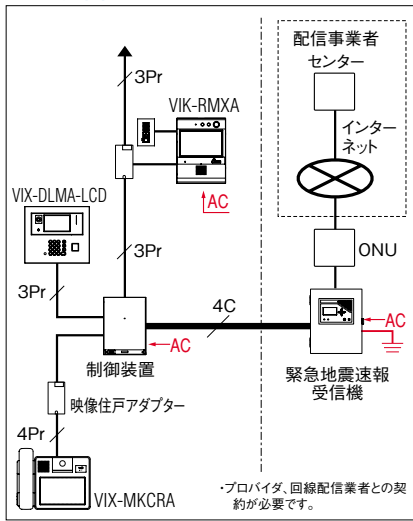 配信事業者
センター
3Pr
VIK-RMXA
インター
ネット
AC
VIX-DLMA-LCD
3Pr
ONU
3Pr
4C
AC
AC
制御装置
緊急地震速報
受信機
映像住戸アダプター
4Pr
VIX-MKCRA
・プロバイダ、回線配信業者との契
約が必要です。